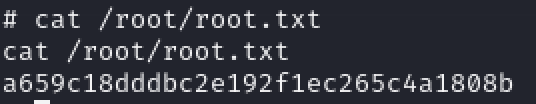 # cat /root/root.txt
cat /root/root.txt
a659c18dddbc2e192f1ec265c4a1808b